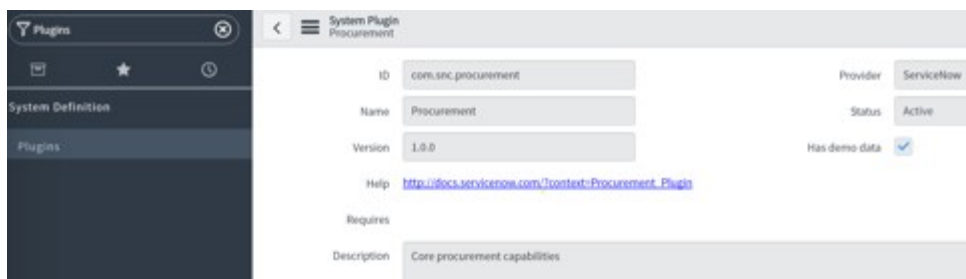 Plugins
System Definition
Plugins
System Plugin
Procurement
ID com.snc.procurement
Provider ServiceNow
Name Procurement
Status Active
Version 1.0.0
Has demo data
Help http://docs.servicenow.com/?context=Procurement_Plugin
Requires
Description Core procurement capabilities